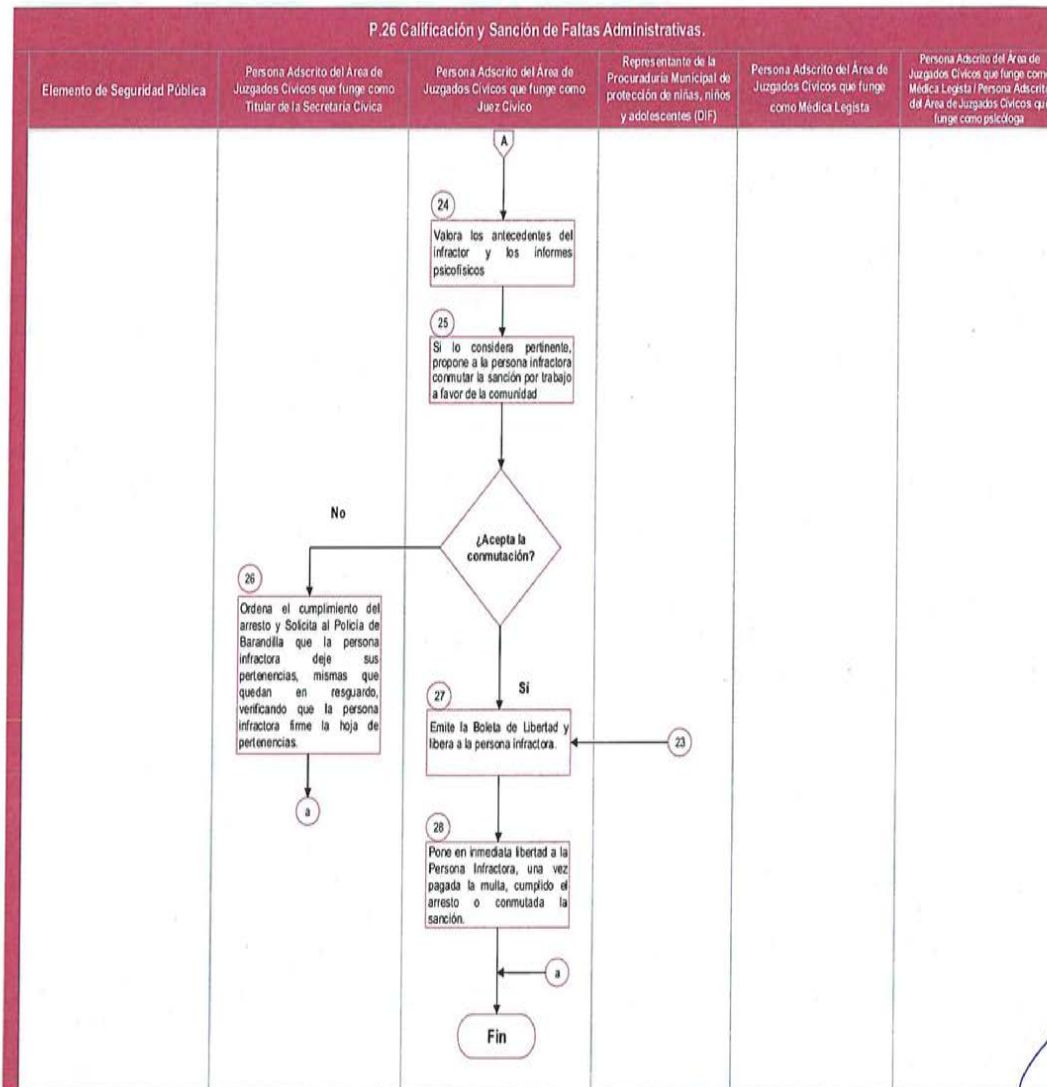 P.26 Calificación y Sanción de Faltas Administrativas.
Elemento de Seguridad Pública
Persona Adscrito del Área de
Juzgados Cívicos que funge como
Titular de la Secretaria Cívica
Persona Adscrito del Área de
Juzgados Cívicos que funge como
Juez Cívico
Representante de la
Procuraduría Municipal de
protección de niñas, niños
y adolescentes (DIF)
Persona Adscrito del Área de
Juzgados Cívicos que funge
como Médica Legista
Persona Adscrito del Área de
Juzgados Cívicos que funge como
Médica Legista / Persona Adscrito
del Área de Juzgados Cívicos que
funge como psicóloga
A
24
Valora los antecedentes del
infractor y los informes
psicofísicos
25
Si lo considera pertinente,
propone a la persona infractora
conmutar la sanción por trabajo
a favor de la comunidad
¿Acepta la
conmutación?
No
26
Ordena el cumplimiento del
arresto y Solicita al Policía de
Barandilla que la persona
infractora deje sus
pertenencias, mismas que
quedan en resguardo,
verificando que la persona
infractora firme la hoja de
pertenencias.
a
Sí
27
Emite la Boleta de Libertad y
libera a la persona infractora.
23
28
Pone en inmediata libertad a la
Persona Infractora, una vez
pagada la multa, cumplido el
arresto o conmutada la
sanción.
a
Fin